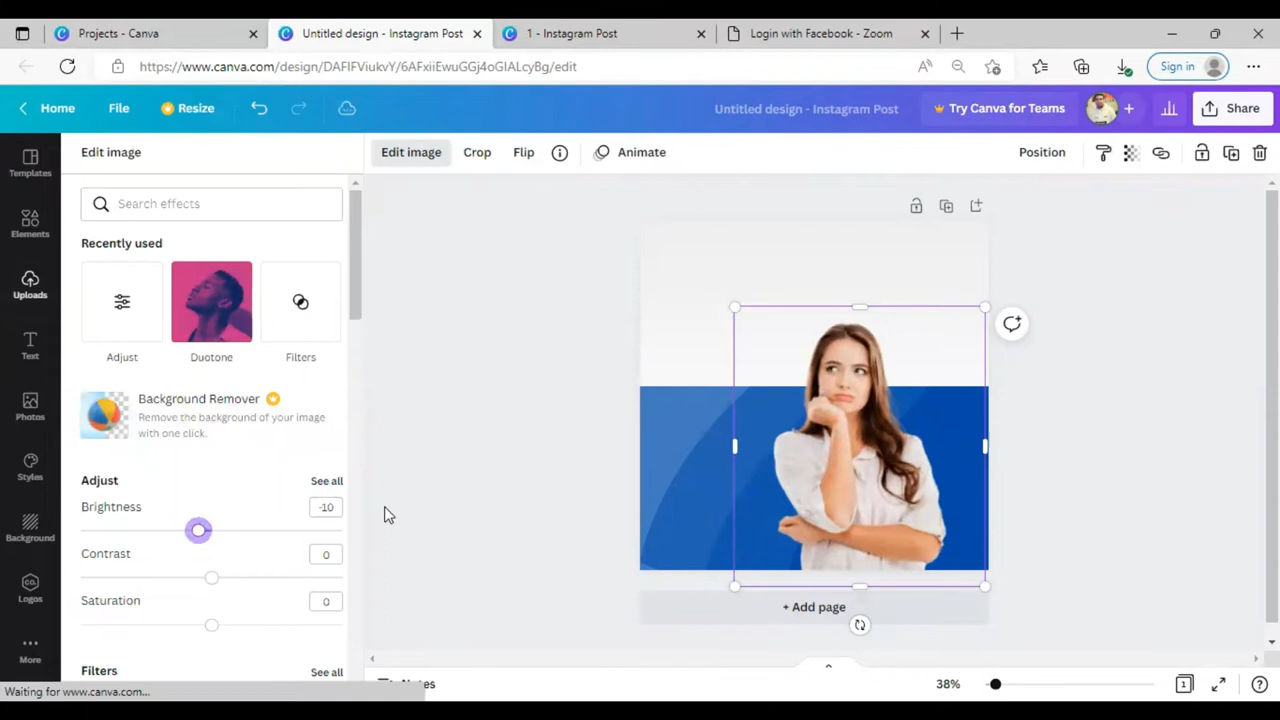 Projects - Canva
Untitled design - Instagram Post
1 - Instagram Post
Login with Facebook - Zoom
https://www.canva.com/design/DAFIFViukvY/6AFxiiEwuGGj4oGIALcyBg/edit
Sign in
Home
File
Resize
Untitled design - Instagram Post
Try Canva for Teams
Share
Edit image
Edit image
Crop
Flip
Animate
Position
Templates
Elements
Uploads
Text
Photos
Styles
Background
CO.
Logos
More
Search effects
Recently used
Adjust
Duotone
Filters
Background Remover
Remove the background of your image
with one click.
Adjust
See all
Brightness
-10
Contrast
0
Saturation
0
Filters
See all
+ Add page
Waiting for www.canva.com...
38%
1